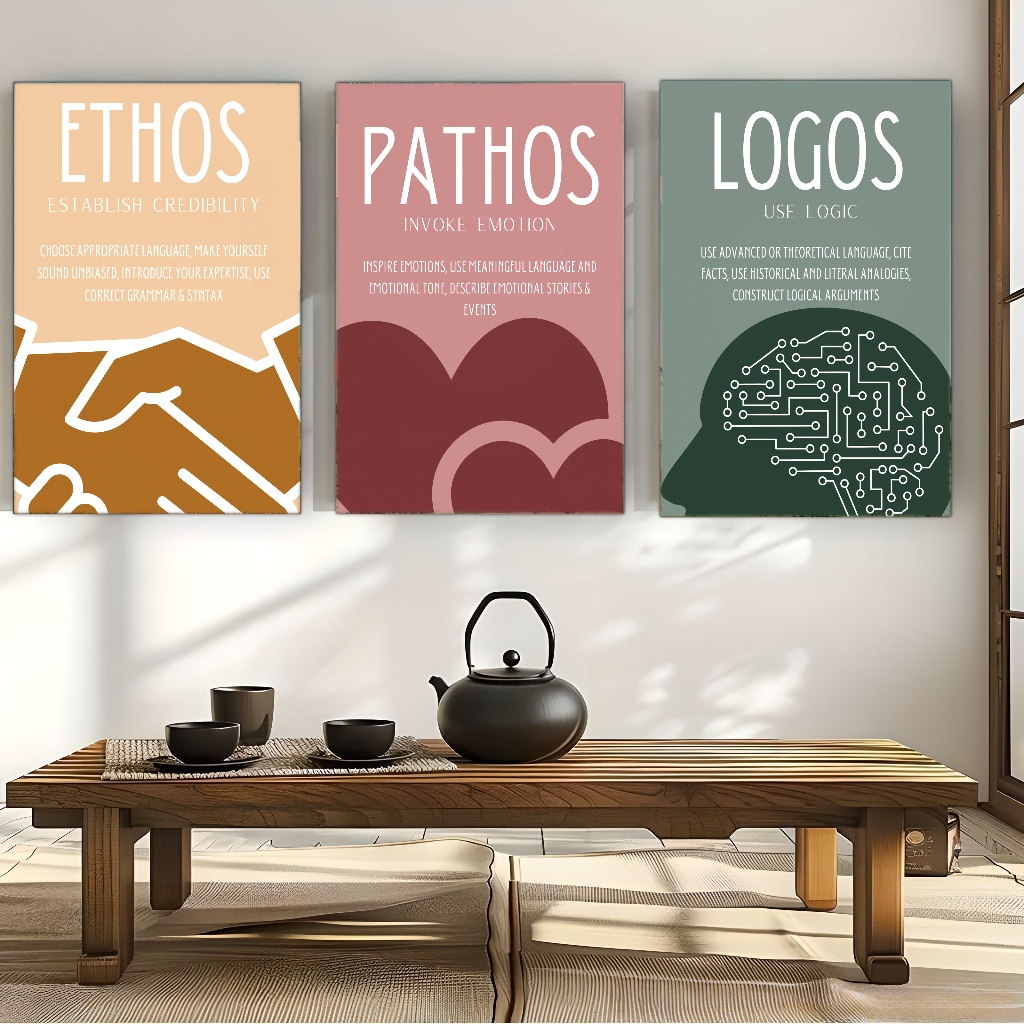 ETHOS
ESTABLISH CREDIBILITY
CHOOSE APPROPRIATE LANGUAGE, MAKE YOURSELF
SOUND UNBIASED, INTRODUCE YOUR EXPERTISE, USE
CORRECT GRAMMAR & SYNTAX
PATHOS
INVOKE EMOTION
INSPIRE EMOTIONS, USE MEANINGFUL LANGUAGE AND
EMOTIONAL TONE, DESCRIBE EMOTIONAL STORIES &
EVENTS
LOGOS
USE LOGIC
USE ADVANCED OR THEORETICAL LANGUAGE, CITE
FACTS, USE HISTORICAL AND LITERAL ANALOGIES,
CONSTRUCT LOGICAL ARGUMENTS